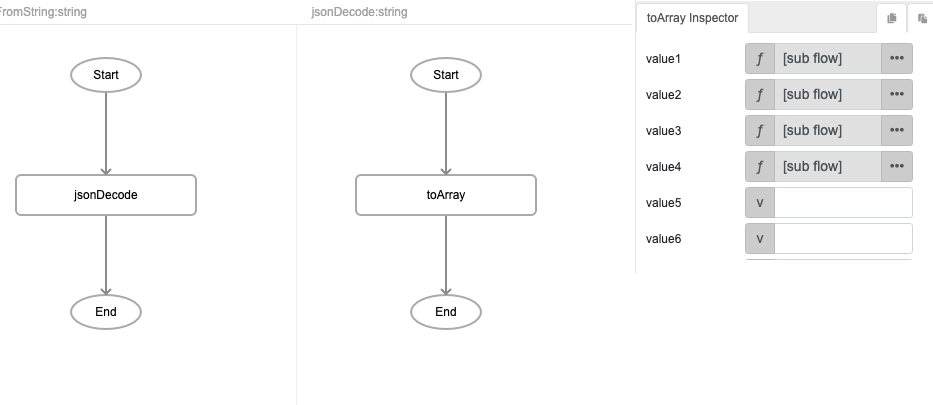 FromString:string
jsonDecode:string
toArray Inspector
Start
jsonDecode
End
Start
toArray
End
value1 ƒ [sub flow] •••
value2 ƒ [sub flow] •••
value3 ƒ [sub flow] •••
value4 ƒ [sub flow] •••
value5 v
value6 v